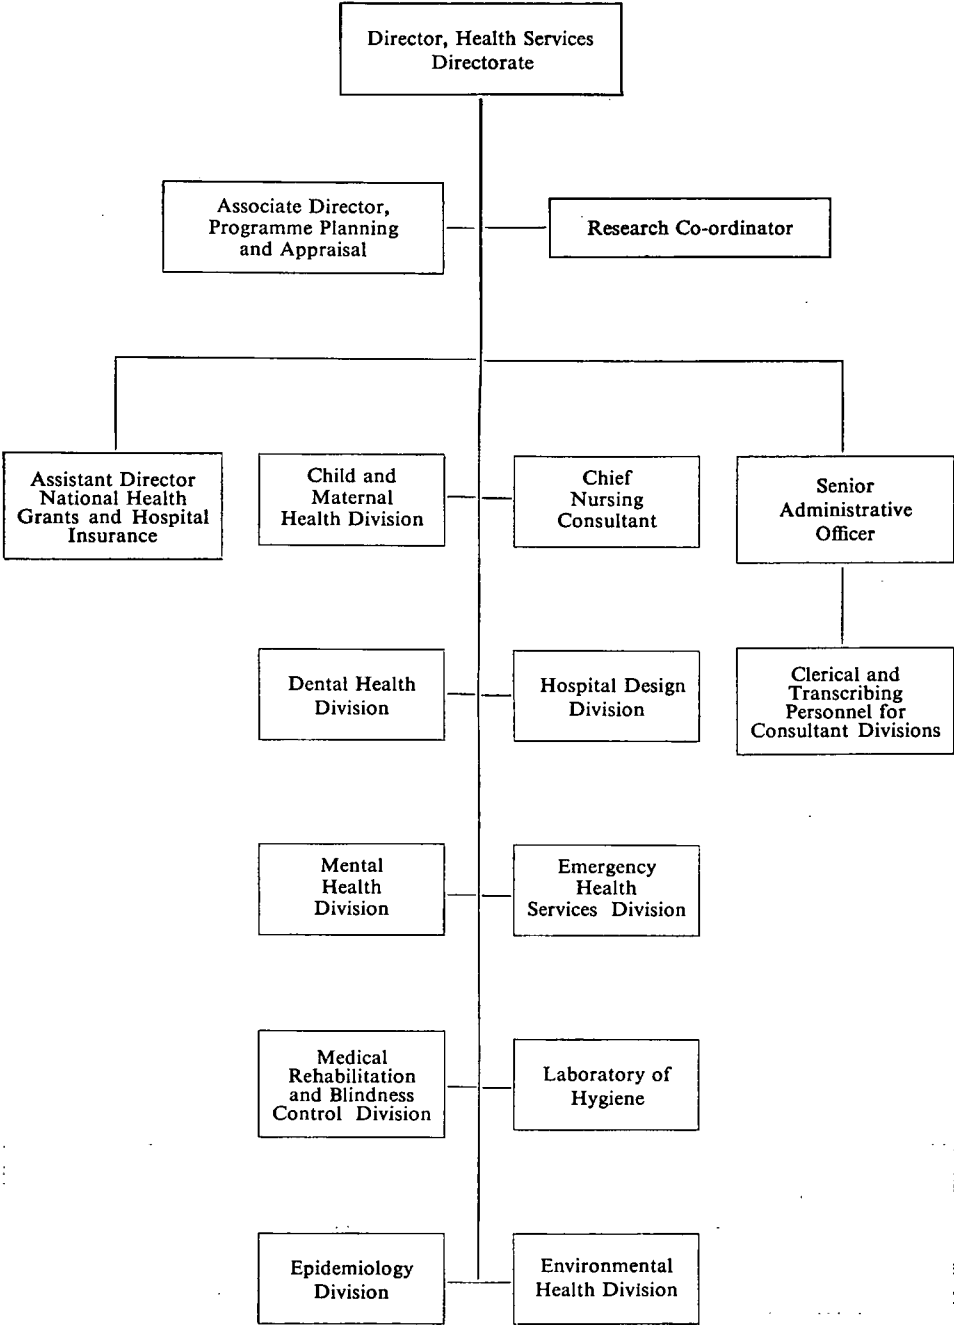 Director, Health Services
Directorate
Associate Director,
Programme Planning
and Appraisal
Research Co-ordinator
Assistant Director
National Health
Grants and Hospital
Insurance
Child and
Maternal
Health Division
Chief
Nursing
Consultant
Senior
Administrative
Officer
Dental Health
Division
Hospital Design
Division
Clerical and
Transcribing
Personnel for
Consultant Divisions
Mental
Health
Division
Emergency
Health
Services Division
Medical
Rehabilitation
and Blindness
Control Division
Laboratory of
Hygiene
Epidemiology
Division
Environmental
Health Division